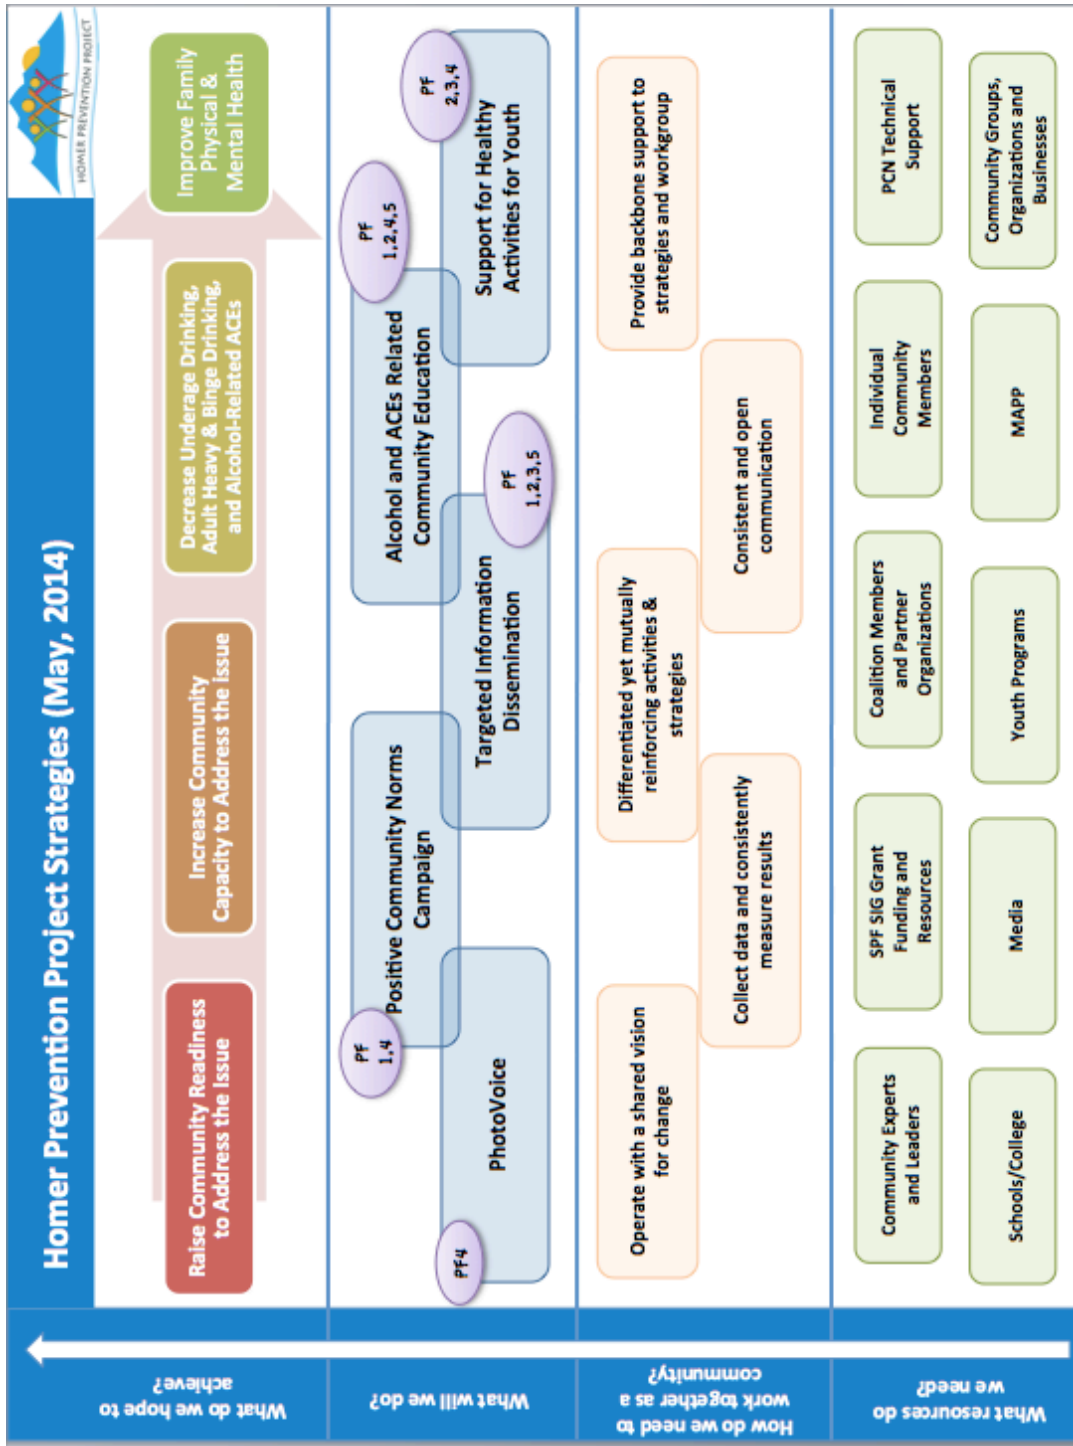 Homer Prevention Project Strategies (May, 2014)
HOMER PREVENTION PROJECT
What do we hope to
achieve?
Raise Community Readiness
to Address the Issue
Increase Community
Capacity to Address the Issue
Decrease Underage Drinking,
Adult Heavy & Binge Drinking,
and Alcohol-Related ACEs
Improve Family
Physical &
Mental Health
What will we do?
PF4
PhotoVoice
PF
1,4
Positive Community Norms
Campaign
Targeted Information
Dissemination
PF
1,2,3,5
Alcohol and ACEs Related
Community Education
PF
1,2,4,5
Support for Healthy
Activities for Youth
PF
2,3,4
How do we need to
work together as a
community?
Operate with a shared vision
for change
Collect data and consistently
measure results
Differentiated yet mutually
reinforcing activities &
strategies
Consistent and open
communication
Provide backbone support to
strategies and workgroup
What resources do
we need?
Community Experts
and Leaders
SPF SIG Grant
Funding and
Resources
Coalition Members
and Partner
Organizations
Individual
Community
Members
PCN Technical
Support
Schools/College
Media
Youth Programs
MAPP
Community Groups,
Organizations and
Businesses